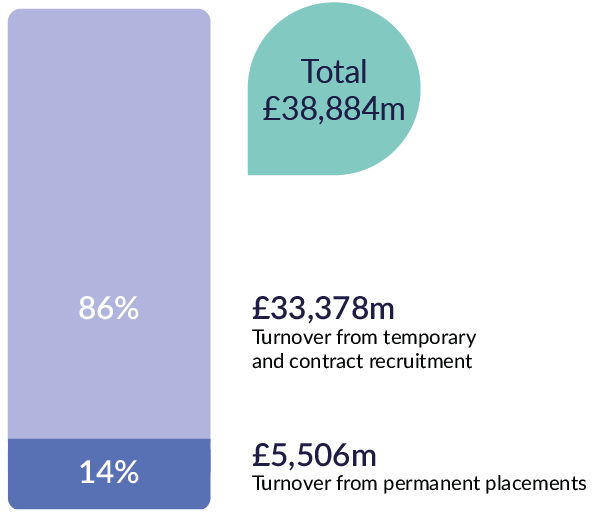 Total
£38,884m
86%
£33,378m
Turnover from temporary
and contract recruitment
14%
£5,506m
Turnover from permanent placements